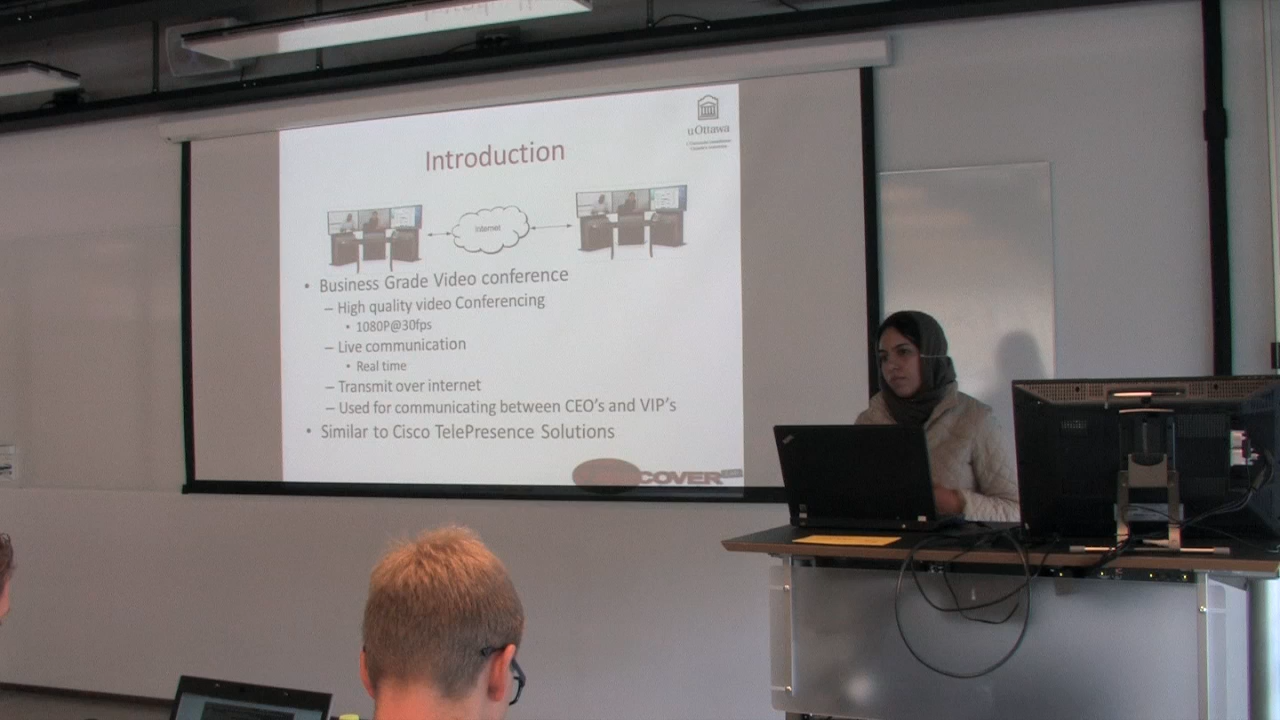 uOttawa
Introduction
Internet
• Business Grade Video conference
– High quality video Conferencing
• 1080P@30fps
– Live communication
• Real time
– Transmit over internet
– Used for communicating between CEO's and VIP's
• Similar to Cisco TelePresence Solutions
COVER